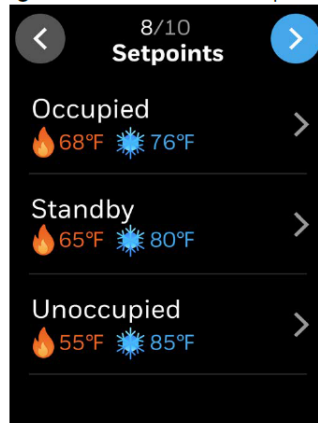 8/10
Setpoints
Occupied
68°F 76°F
Standby
65°F 80°F
Unoccupied
55°F 85°F